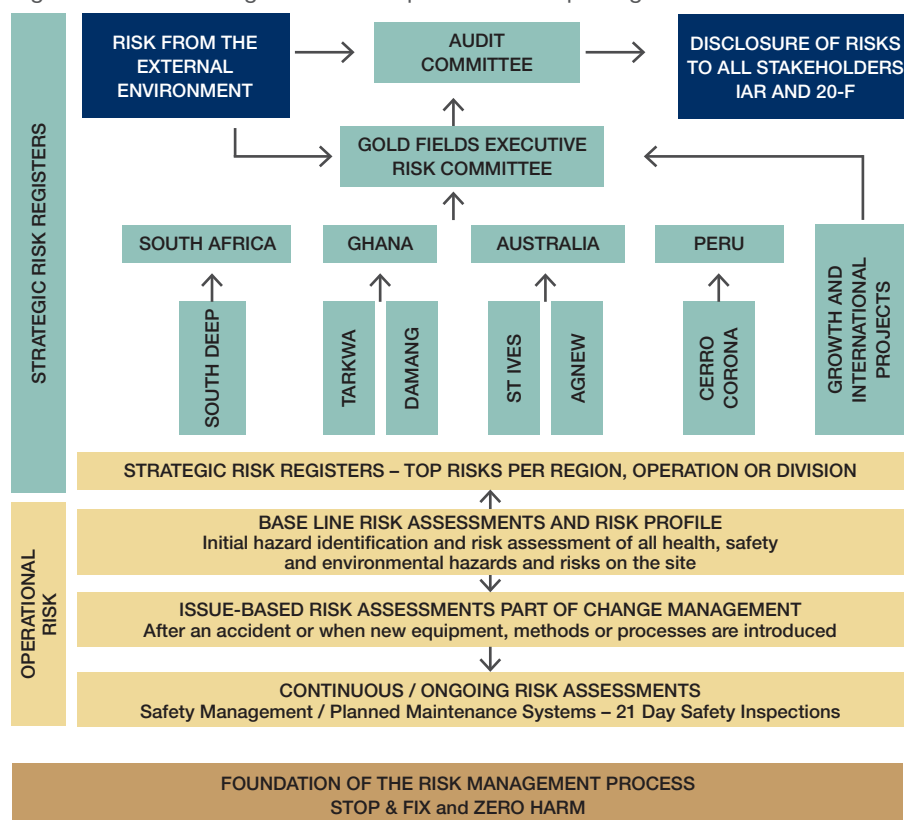 RISK FROM THE
EXTERNAL
ENVIRONMENT
AUDIT
COMMITTEE
DISCLOSURE OF RISKS
TO ALL STAKEHOLDERS
IAR AND 20-F
GOLD FIELDS EXECUTIVE
RISK COMMITTEE
STRATEGIC RISK REGISTERS
SOUTH AFRICA
GHANA
AUSTRALIA
PERU
SOUTH DEEP
TARKWA
DAMANG
ST IVES
AGNEW
CERRO
CORONA
GROWTH AND
INTERNATIONAL
PROJECTS
STRATEGIC RISK REGISTERS – TOP RISKS PER REGION, OPERATION OR DIVISION
OPERATIONAL
RISK
BASE LINE RISK ASSESSMENTS AND RISK PROFILE
Initial hazard identification and risk assessment of all health, safety
and environmental hazards and risks on the site
ISSUE-BASED RISK ASSESSMENTS PART OF CHANGE MANAGEMENT
After an accident or when new equipment, methods or processes are introduced
CONTINUOUS / ONGOING RISK ASSESSMENTS
Safety Management / Planned Maintenance Systems – 21 Day Safety Inspections
FOUNDATION OF THE RISK MANAGEMENT PROCESS
STOP & FIX and ZERO HARM